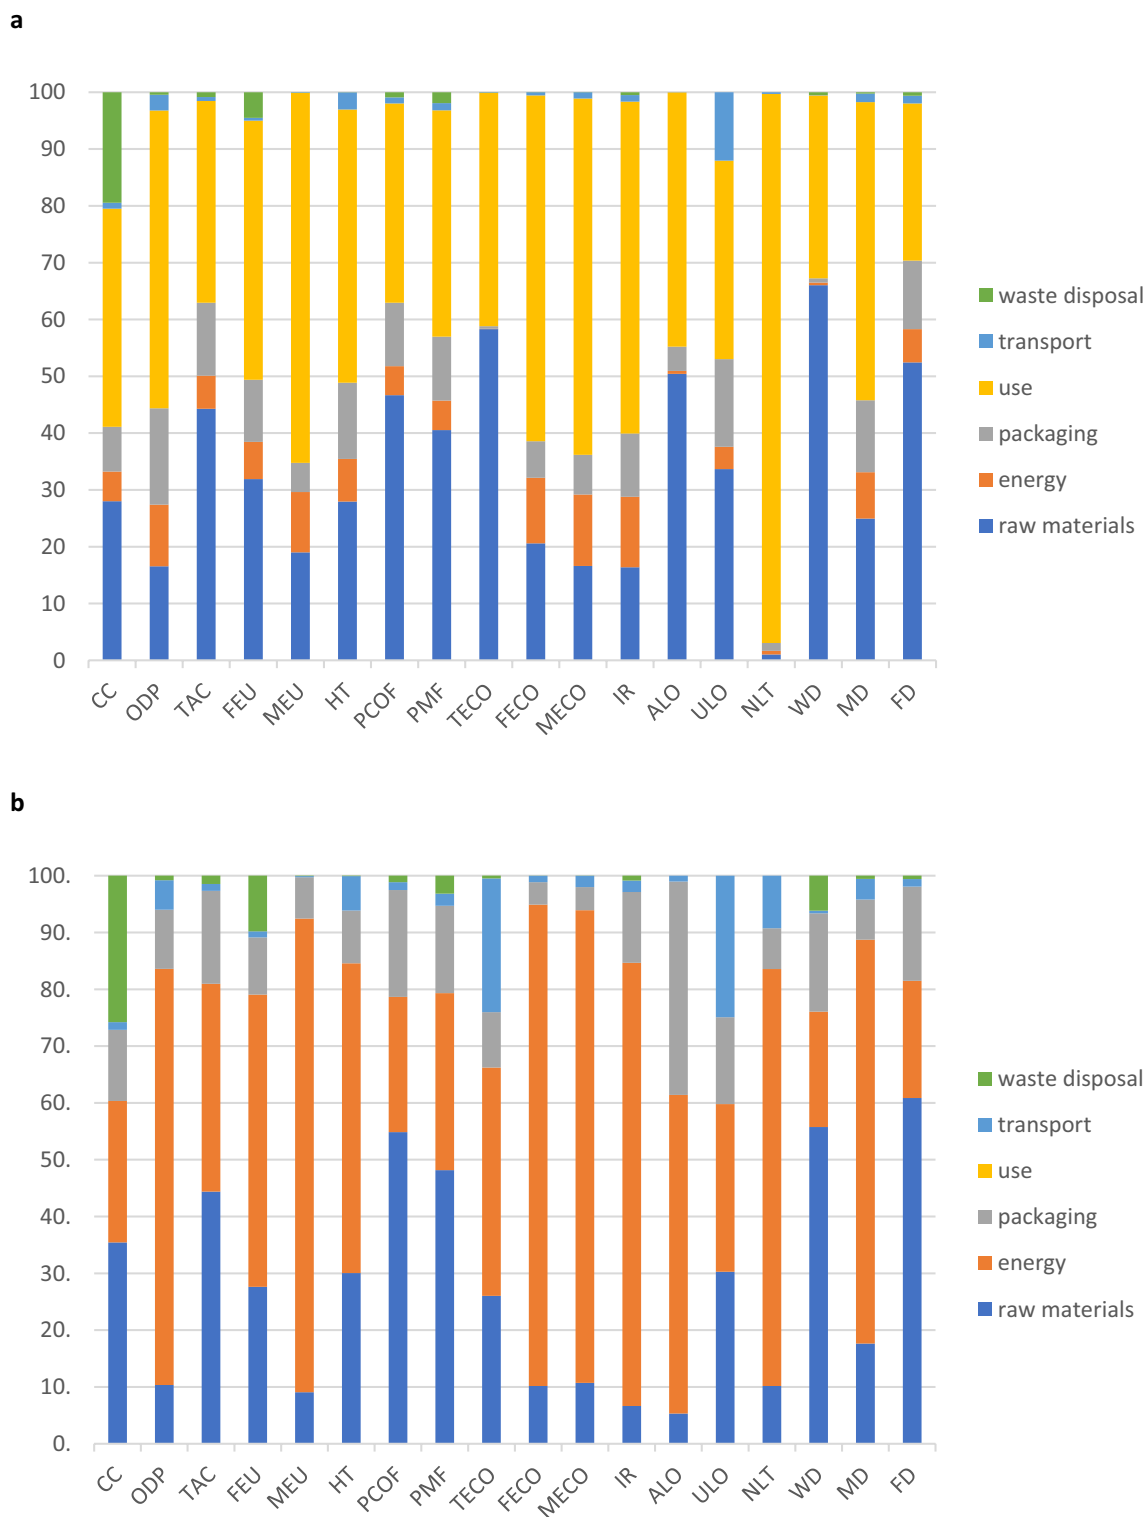 a
100
90
80
70
60
50
40
30
20
10
0
CC ODP TAC FEU MEU HT PCOF PMF TECO FECO MECO IR ALO ULO NLT WD MD FD
waste disposal
transport
use
packaging
energy
raw materials
b
100.
90.
80.
70.
60.
50.
40.
30.
20.
10.
0.
CC ODP TAC FEU MEU HT PCOF PMF TECO FECO MECO IR ALO ULO NLT WD MD FD
waste disposal
transport
use
packaging
energy
raw materials